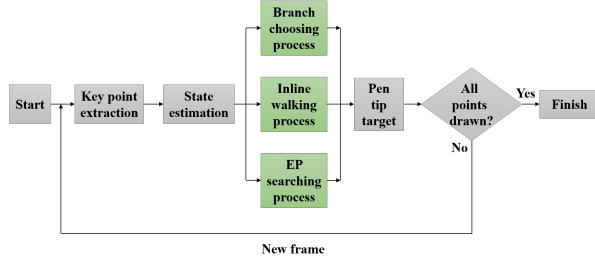 Start
Key point
extraction
State
estimation
Branch
choosing
process
Inline
walking
process
EP
searching
process
Pen
tip
target
All
points
drawn?
Yes
Finish
No
New frame